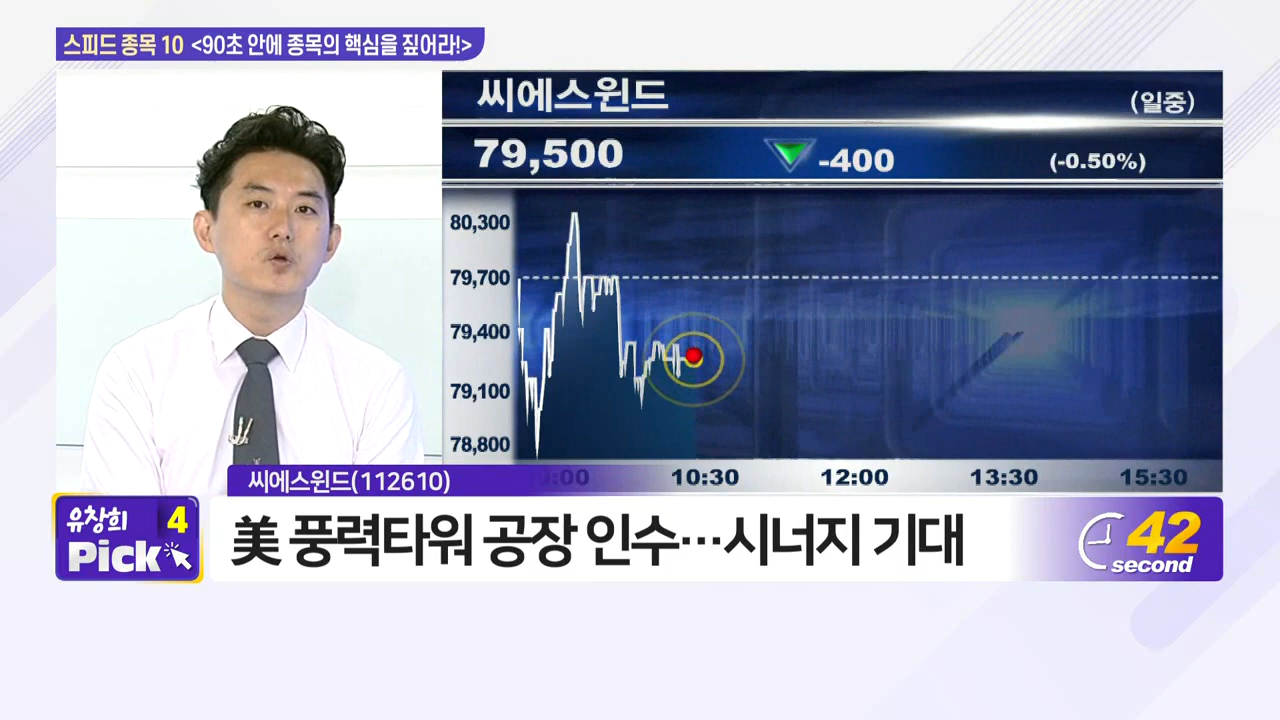 스피드 종목 10 <90초 안에 종목의 핵심을 짚어라!>
씨에스윈드 (일중)
79,500 -400 (-0.50%)
80,300
79,700
79,400
79,100
78,800
10:30 12:00 13:30 15:30
씨에스윈드(112610)
유창희 4
Pick
美 풍력타워 공장 인수…시너지 기대
42
second